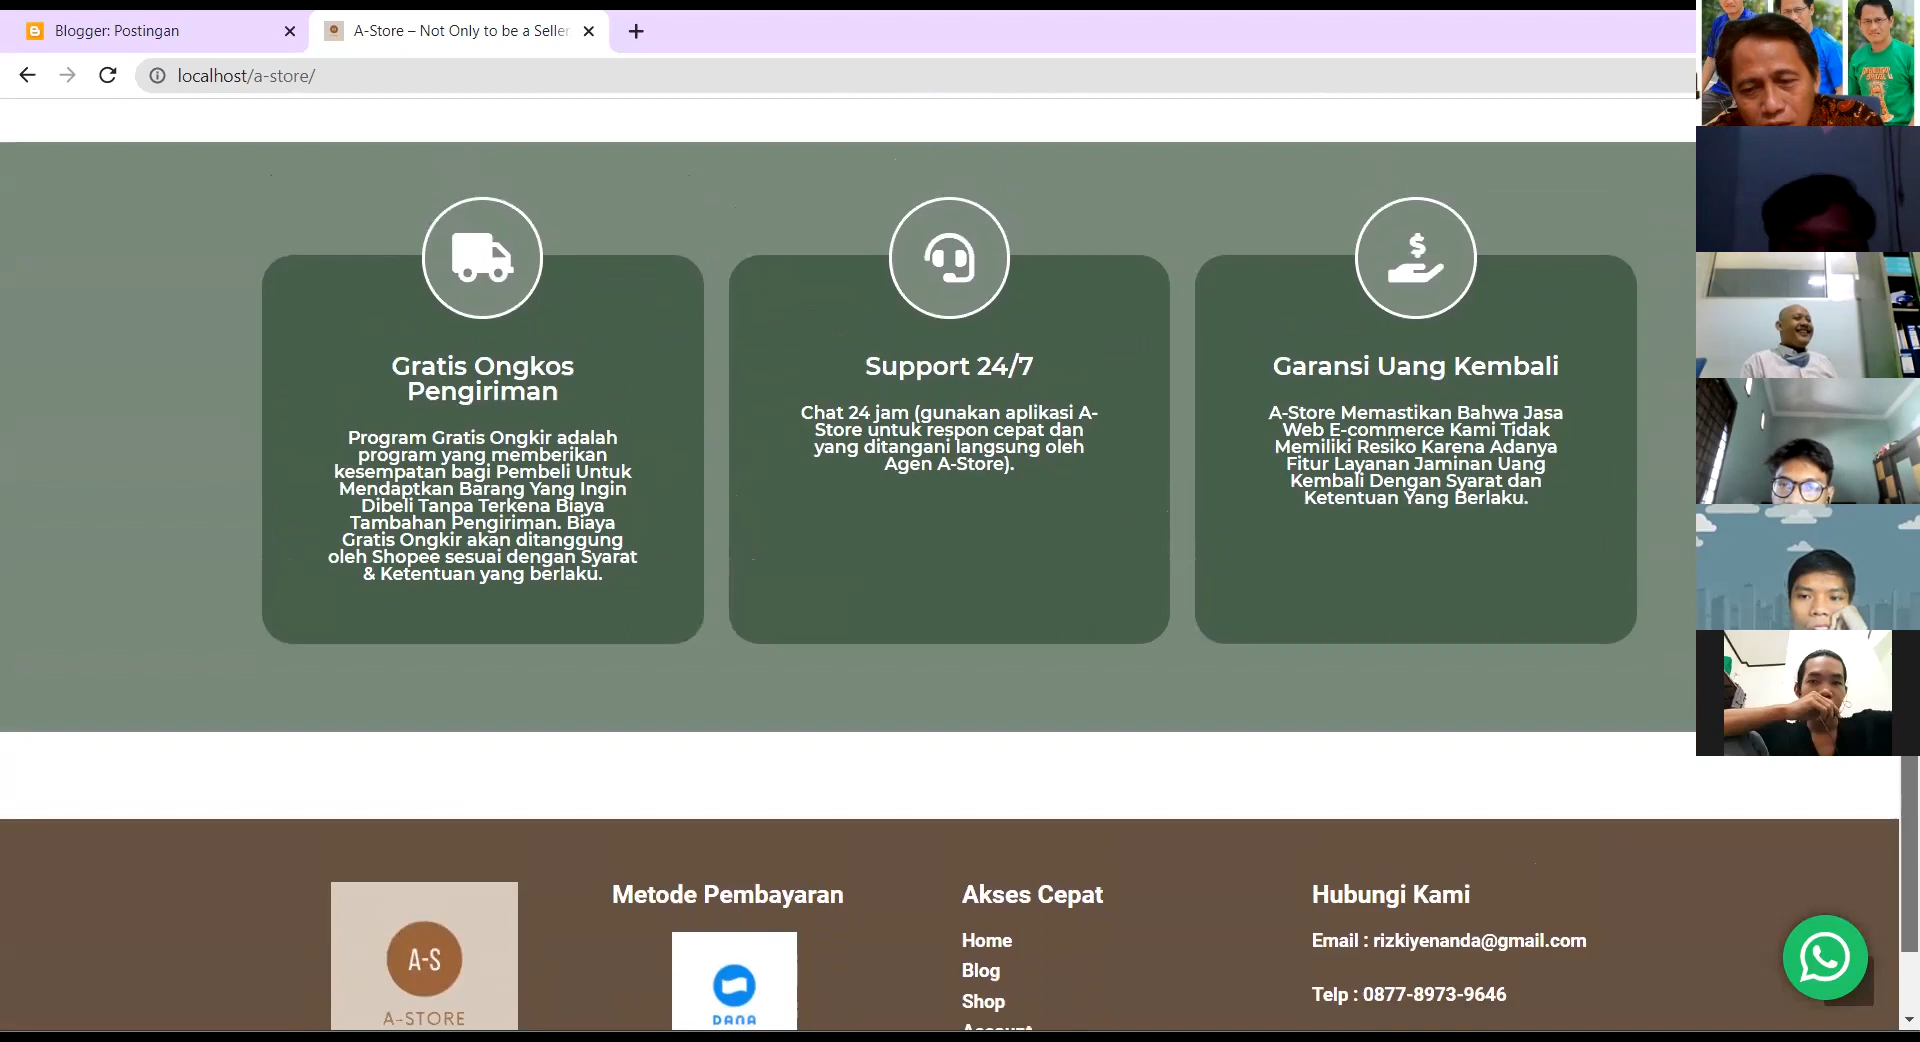 Blogger: Postingan
A-Store – Not Only to be a Seller
localhost/a-store/
Gratis Ongkos
Pengiriman
Program Gratis Ongkir adalah
program yang memberikan
kesempatan bagi Pembeli Untuk
Mendaptkan Barang Yang Ingin
Dibeli Tanpa Terkena Biaya
Tambahan Pengiriman. Biaya
Gratis Ongkir akan ditanggung
oleh Shopee sesuai dengan Syarat
& Ketentuan yang berlaku.
Support 24/7
Chat 24 jam (gunakan aplikasi A-
Store untuk respon cepat dan
yang ditangani langsung oleh
Agen A-Store).
Garansi Uang Kembali
A-Store Memastikan Bahwa Jasa
Web E-commerce Kami Tidak
Memiliki Resiko Karena Adanya
Fitur Layanan Jaminan Uang
Kembali Dengan Syarat dan
Ketentuan Yang Berlaku.
A-S
A-STORE
Metode Pembayaran
DANA
Akses Cepat
Home
Blog
Shop
Account
Hubungi Kami
Email : rizkiyenanda@gmail.com
Telp : 0877-8973-9646